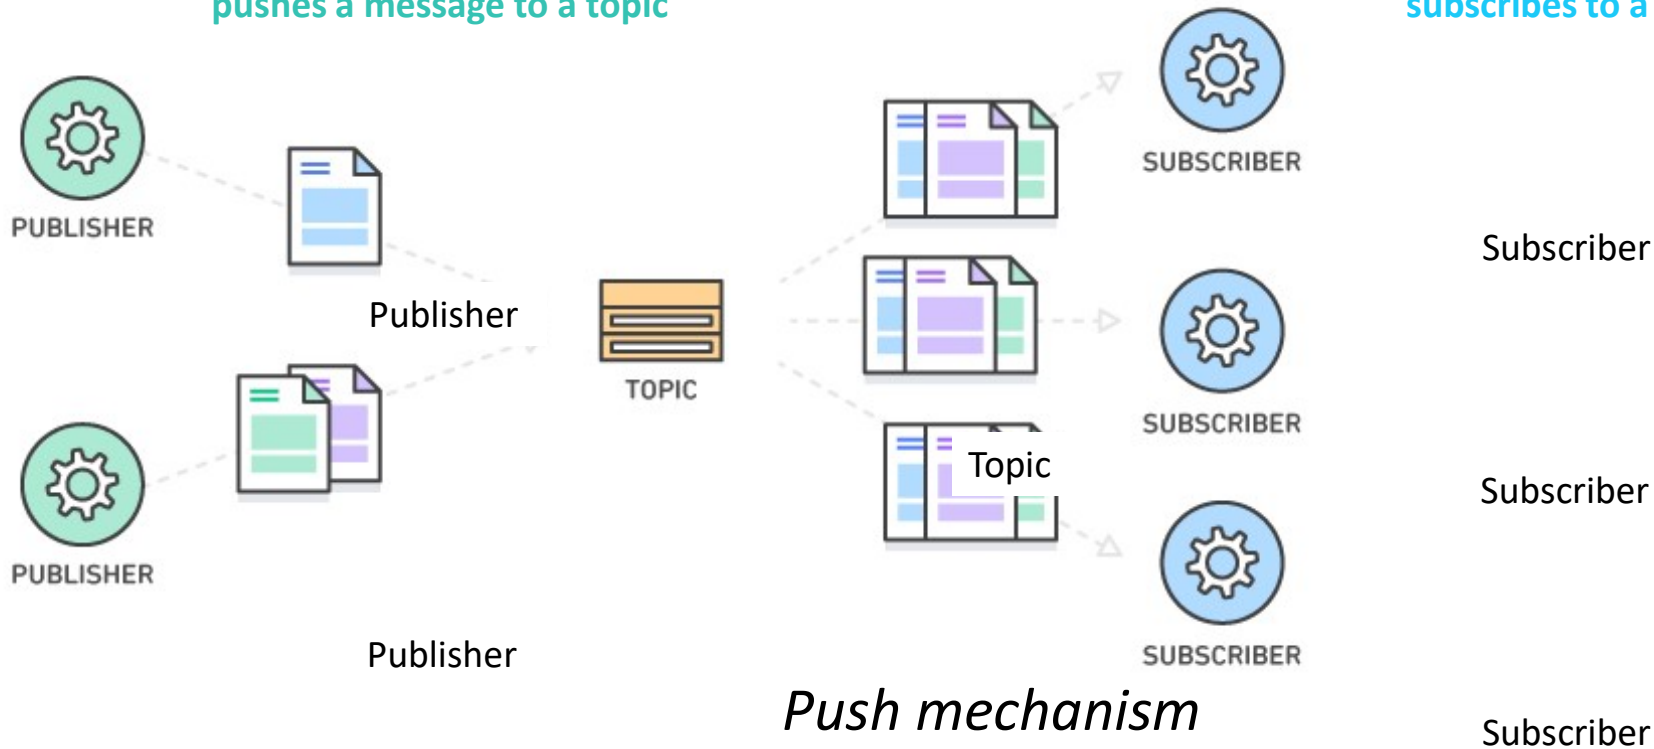 pushes a message to a topic
subscribes to a
SUBSCRIBER
PUBLISHER
Subscriber
Publisher
TOPIC
SUBSCRIBER
Topic
Subscriber
PUBLISHER
Publisher
SUBSCRIBER
Push mechanism
Subscriber